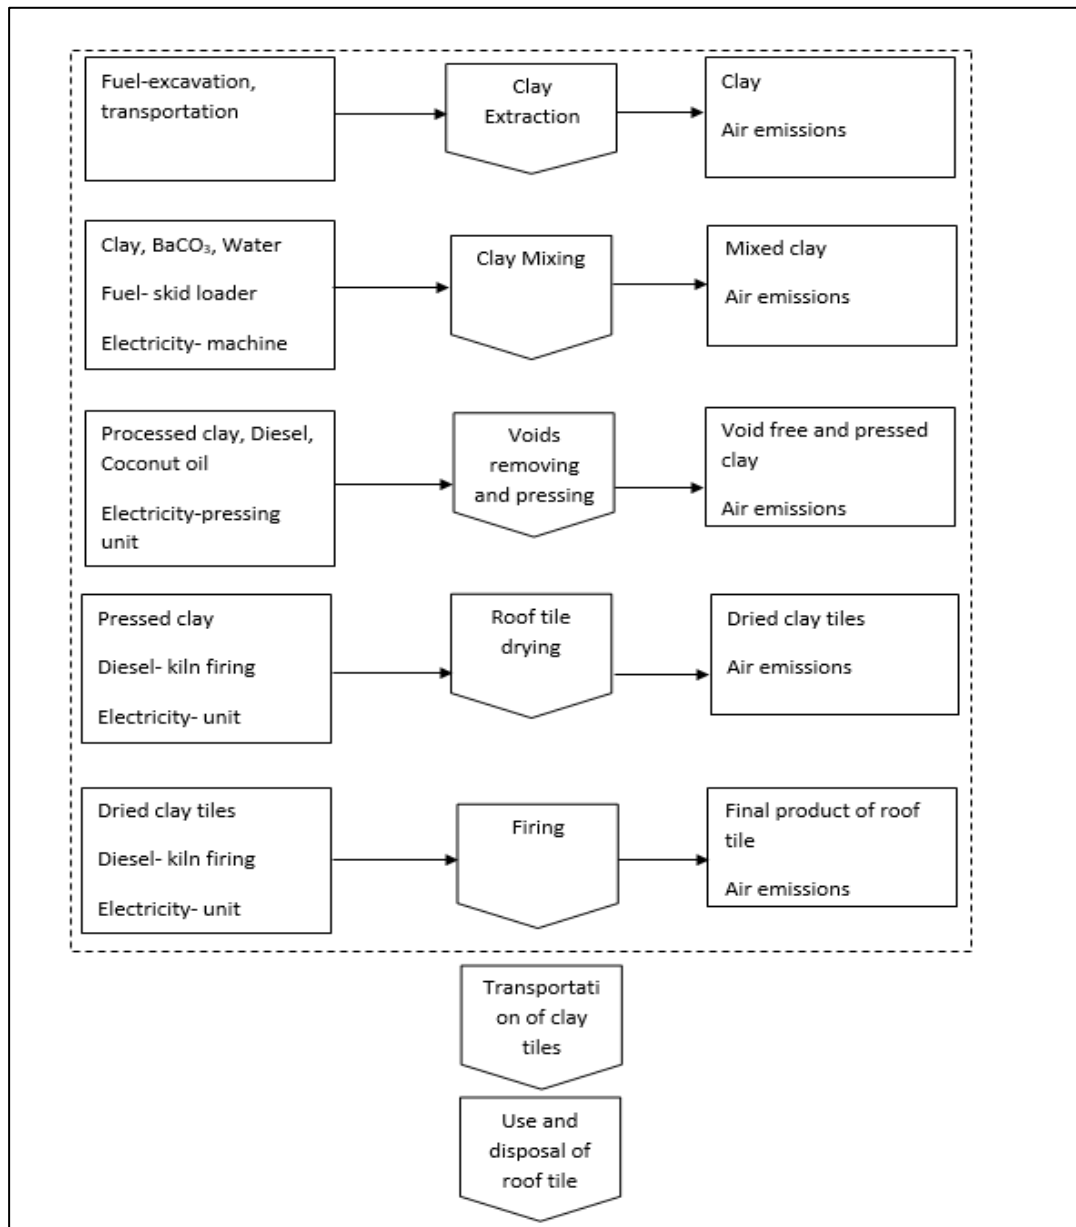 Fuel-excavation,
transportation
Clay
Extraction
Clay
Air emissions
Clay, BaCO₃, Water
Fuel- skid loader
Electricity- machine
Clay Mixing
Mixed clay
Air emissions
Processed clay, Diesel,
Coconut oil
Electricity-pressing
unit
Voids
removing
and pressing
Void free and pressed
clay
Air emissions
Pressed clay
Diesel- kiln firing
Electricity- unit
Roof tile
drying
Dried clay tiles
Air emissions
Dried clay tiles
Diesel- kiln firing
Electricity- unit
Firing
Final product of roof
tile
Air emissions
Transportati
on of clay
tiles
Use and
disposal of
roof tile